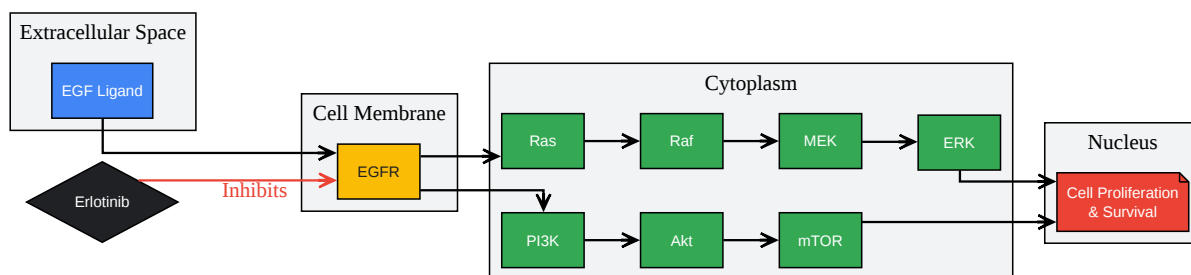 Extracellular Space
EGF Ligand
Erlotinib
Inhibits
Cell Membrane
EGFR
Cytoplasm
Ras
Raf
MEK
ERK
PI3K
Akt
mTOR
Nucleus
Cell Proliferation
& Survival